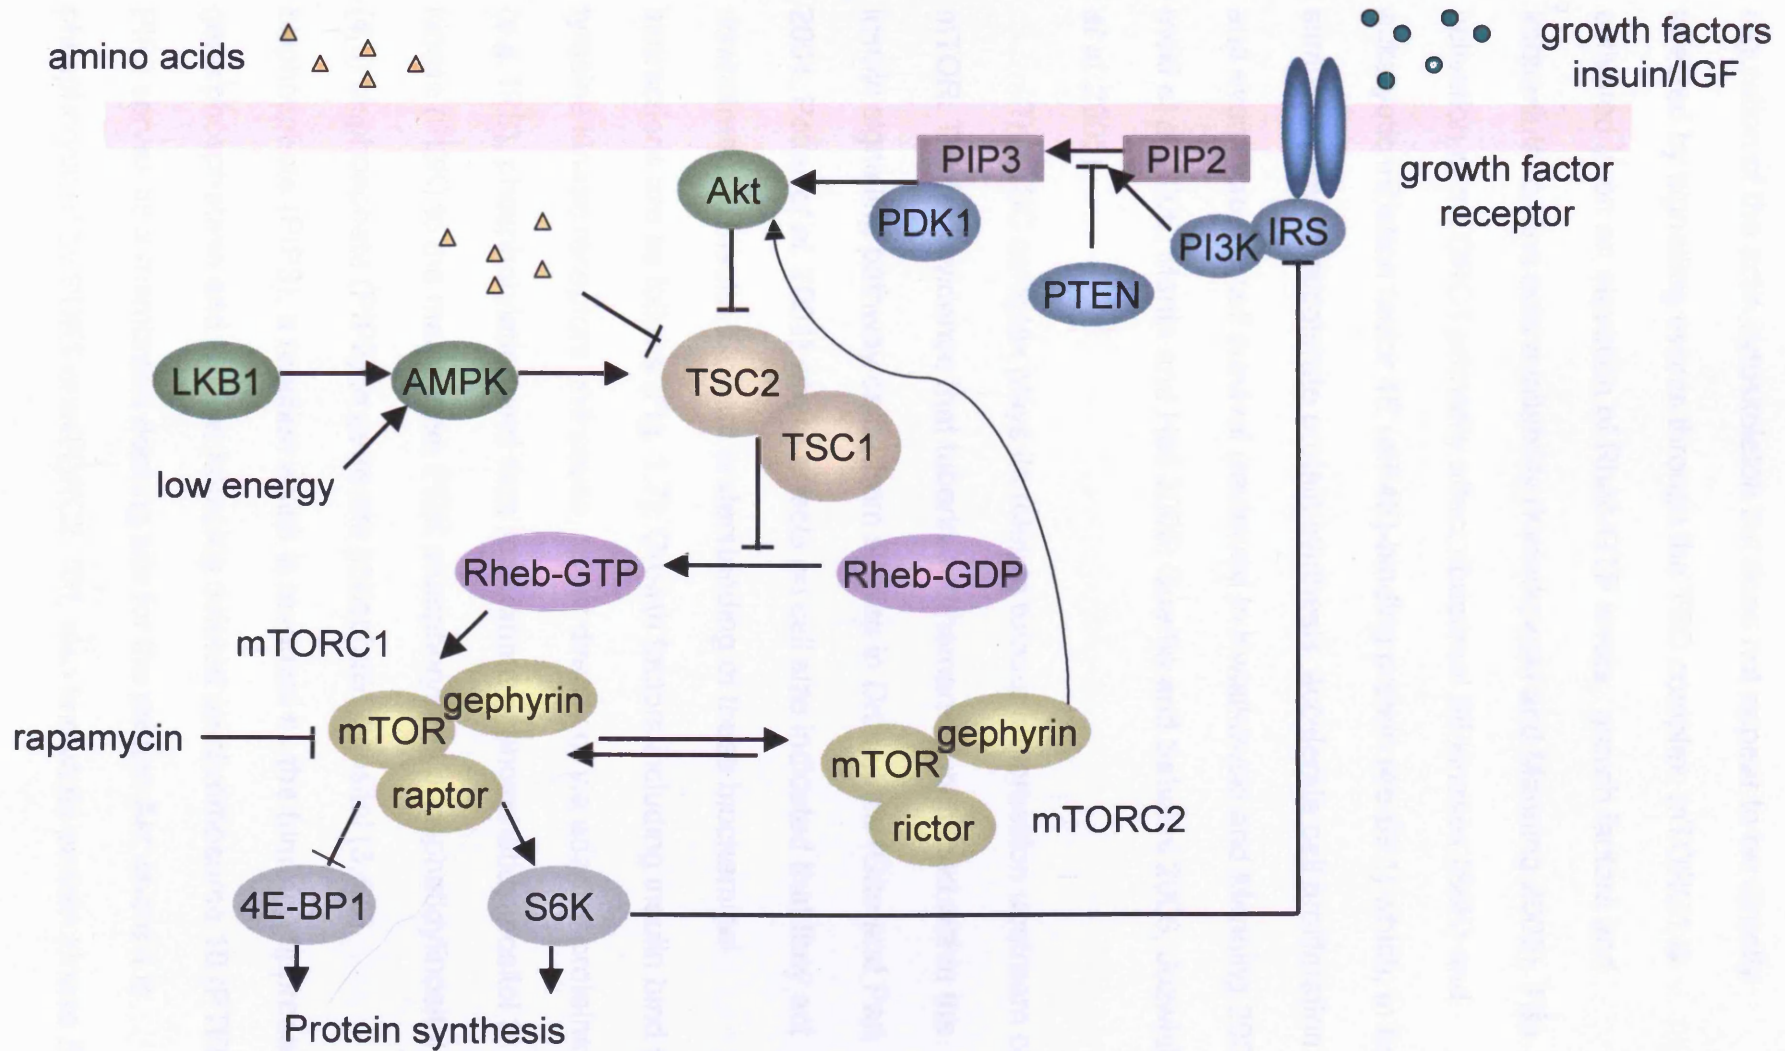 amino acids
growth factors
insuin/IGF
PIP3
PIP2
growth factor
receptor
Akt
PDK1
PI3K
IRS
PTEN
LKB1
AMPK
TSC2
TSC1
low energy
Rheb-GTP
Rheb-GDP
mTORC1
gephyrin
mTOR
raptor
rapamycin
gephyrin
mTOR
rictor
mTORC2
4E-BP1
S6K
Protein synthesis